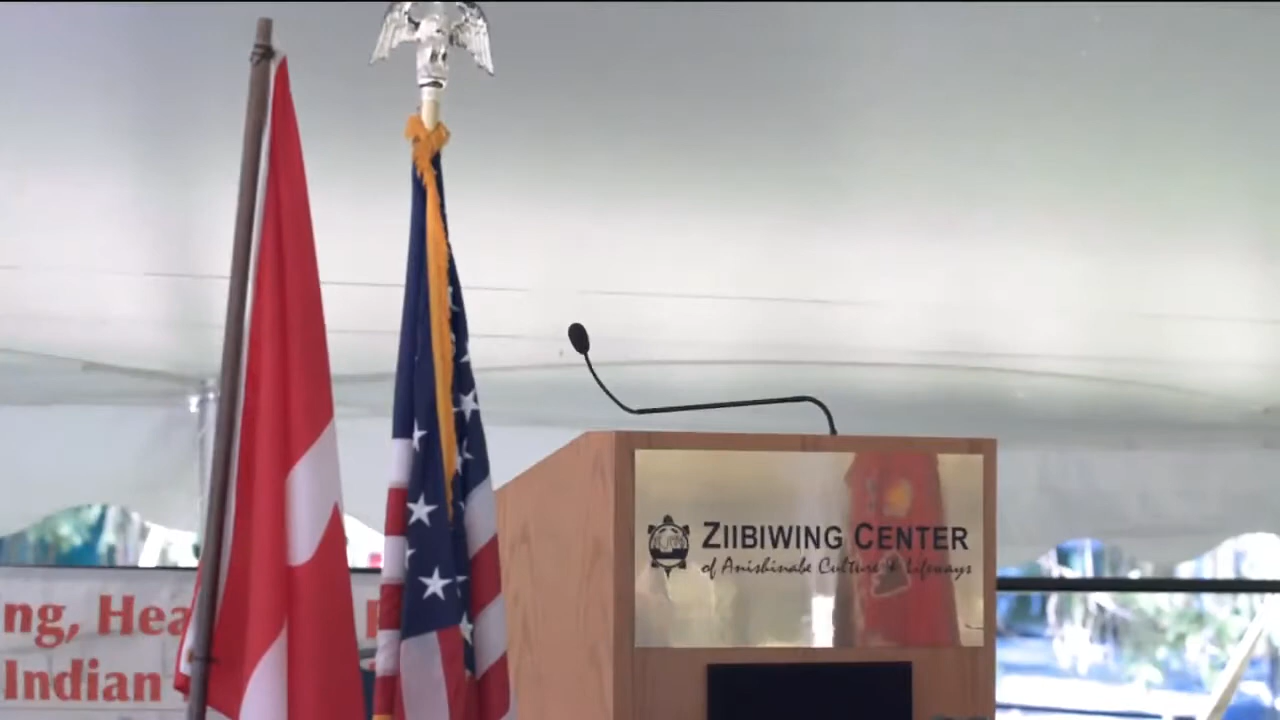 ZIIBIWING CENTER
of Anishinabe Culture & Lifeways
ng, Hea
Indian